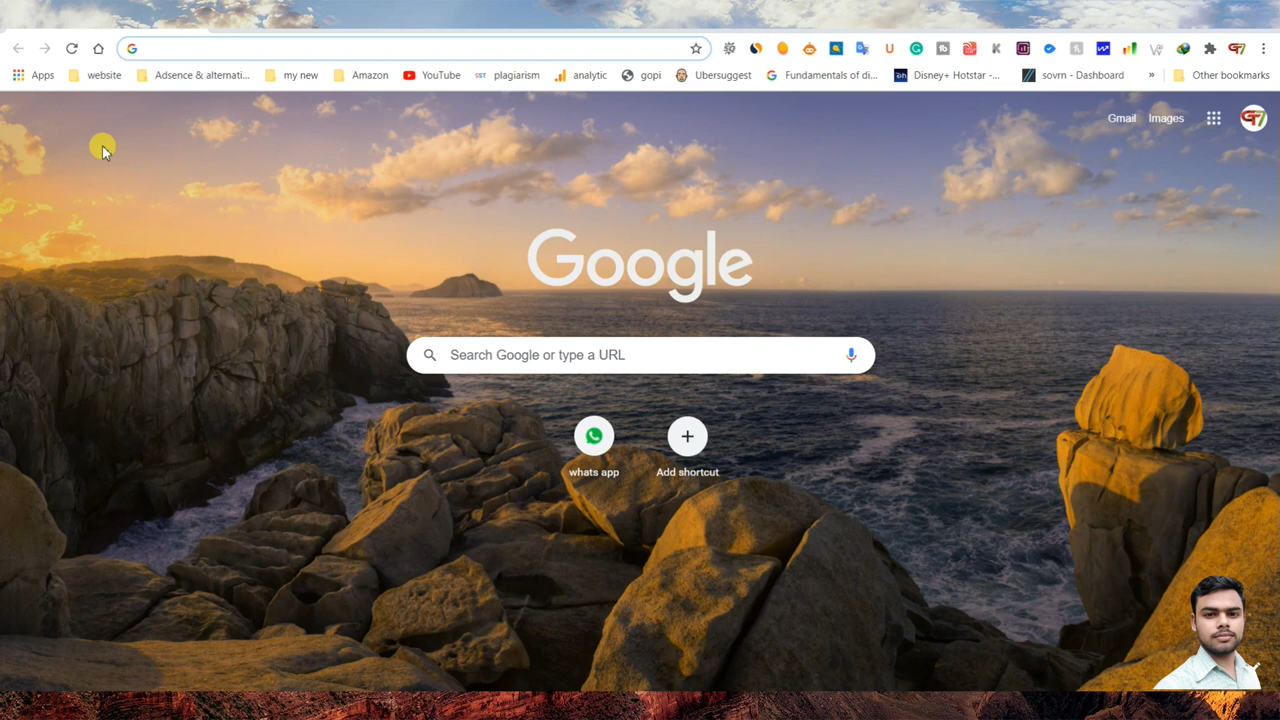 Apps website Adsence & alternati... my new Amazon YouTube SST plagiarism analytic gopi Ubersuggest Fundamentals of di... Disney+ Hotstar -... sovrn - Dashboard » Other bookmarks
Gmail Images
Google
Search Google or type a URL
whats app Add shortcut